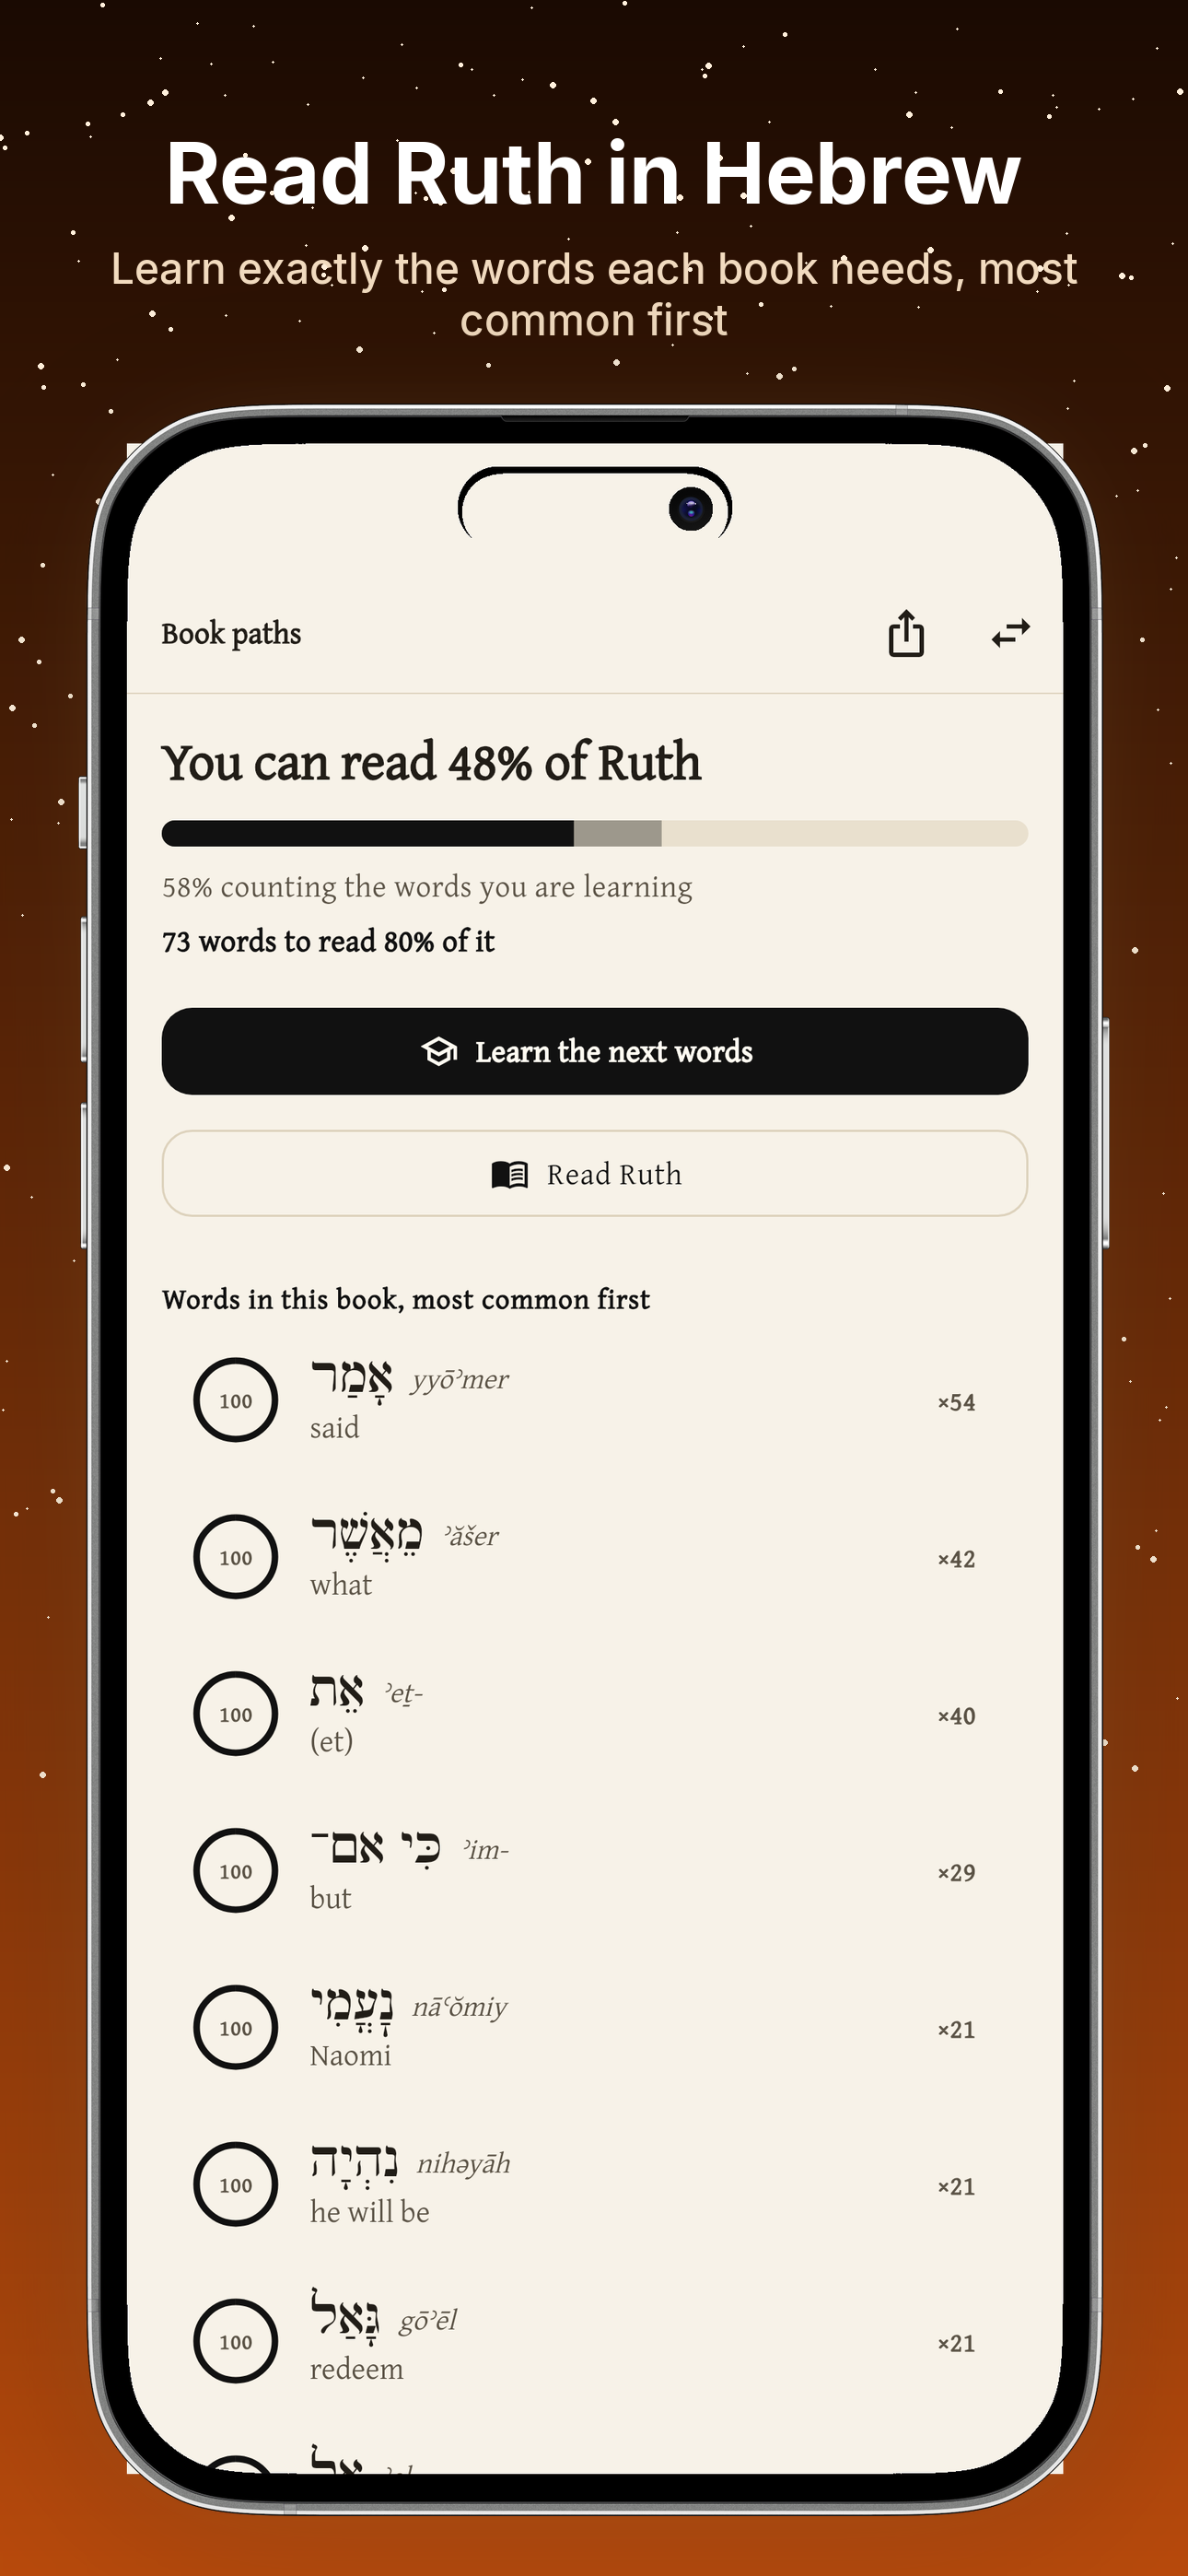 Read Ruth in Hebrew
Learn exactly the words each book needs, most
common first
Book paths
You can read 48% of Ruth
58% counting the words you are learning
73 words to read 80% of it
Learn the next words
Read Ruth
Words in this book, most common first
100 אָמַר yyōʾmer ×54
said
100 מֵאֲשֶׁר ʾăšer ×42
what
100 אֵת ʾeṯ- ×40
(et)
100 כִּי אם־ ʾim- ×29
but
100 נָעֳמִי nāʿŏmiy ×21
Naomi
100 נִהְיָה nihəyāh ×21
he will be
100 גָּאַל gōʾēl ×21
redeem